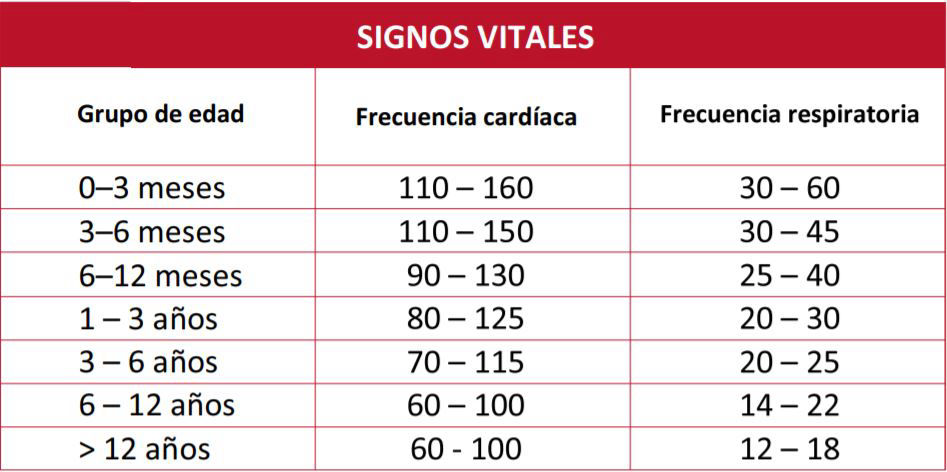 SIGNOS VITALES
Grupo de edad Frecuencia cardíaca Frecuencia respiratoria
0–3 meses 110 – 160 30 – 60
3–6 meses 110 – 150 30 – 45
6–12 meses 90 – 130 25 – 40
1 – 3 años 80 – 125 20 – 30
3 – 6 años 70 – 115 20 – 25
6 – 12 años 60 – 100 14 – 22
> 12 años 60 - 100 12 – 18